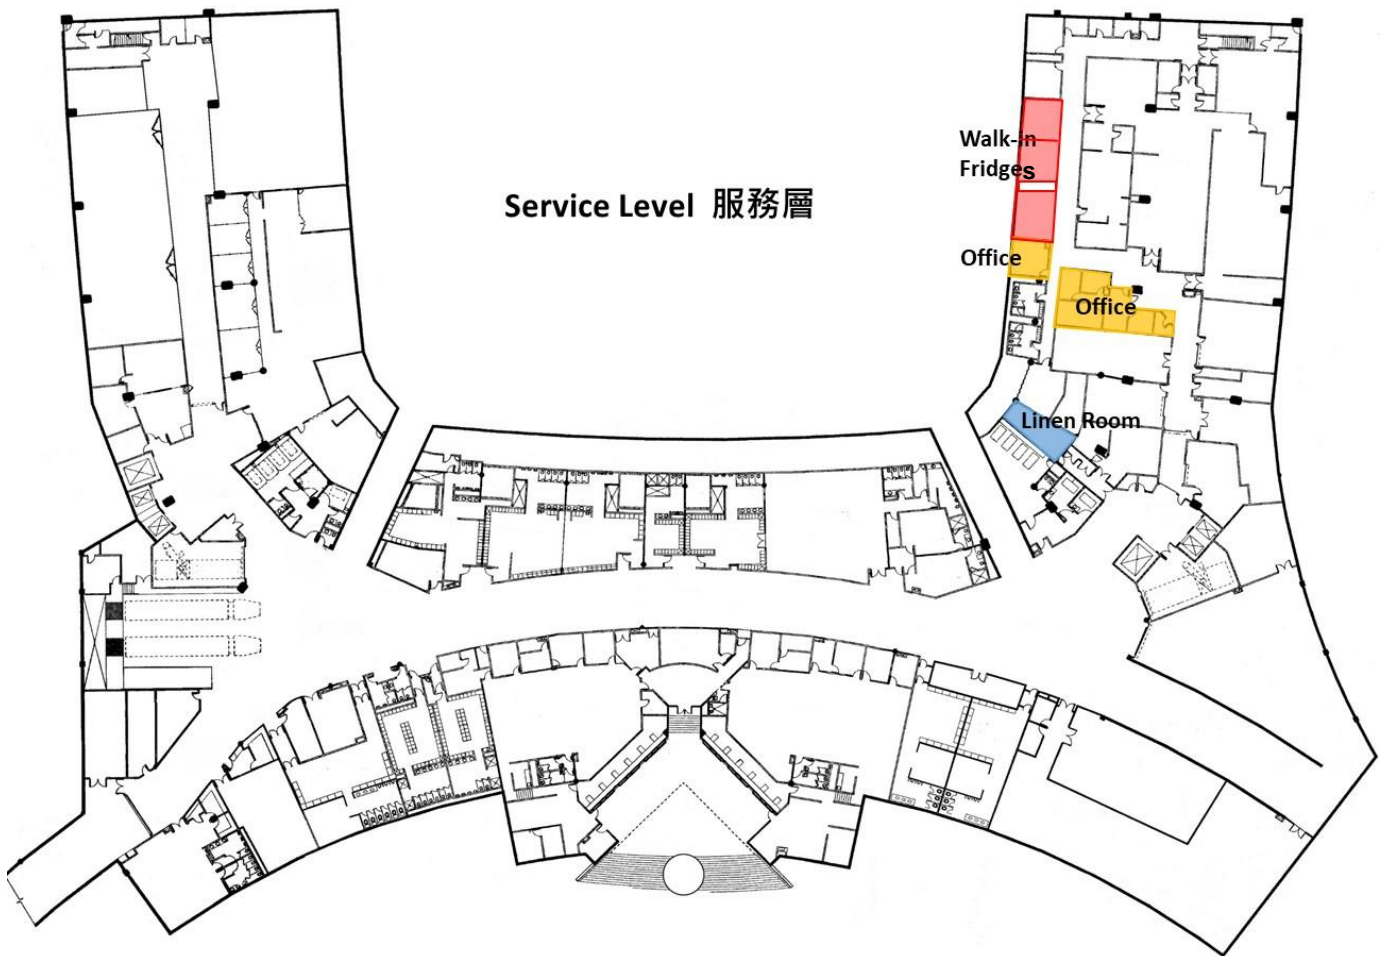 Service Level 服務層
Walk-in
Fridges
Office
Office
Linen Room